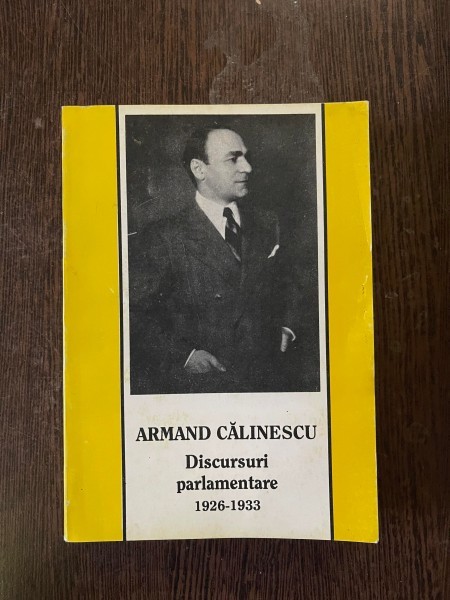 ARMAND CĂLINESCU
Discursuri
parlamentare
1926-1933